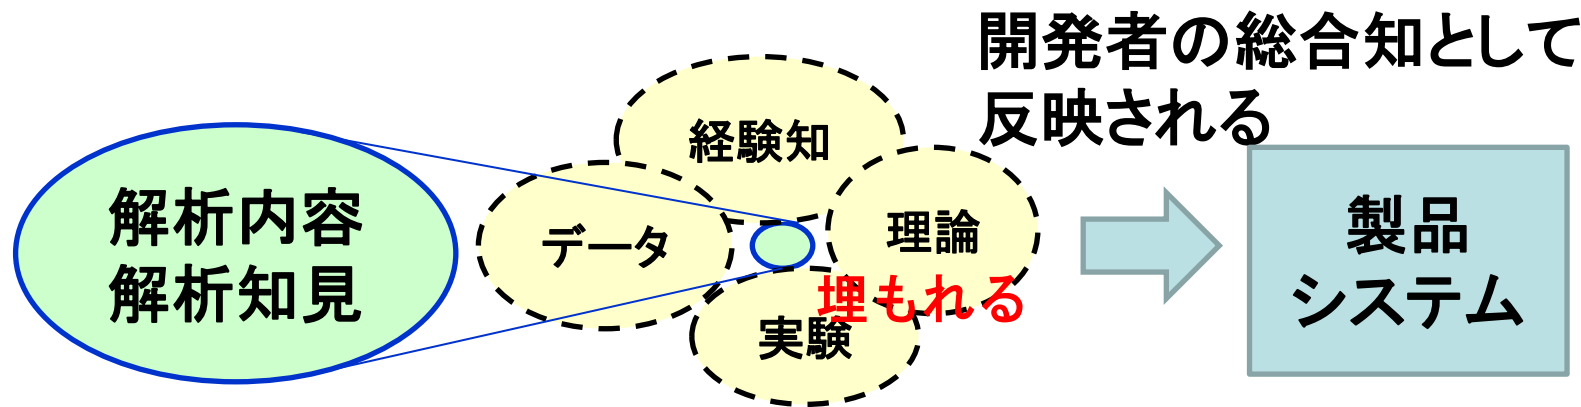 開発者の総合知として
反映される
経験知
解析内容
解析知見
データ
理論
埋もれる
実験
製品
システム